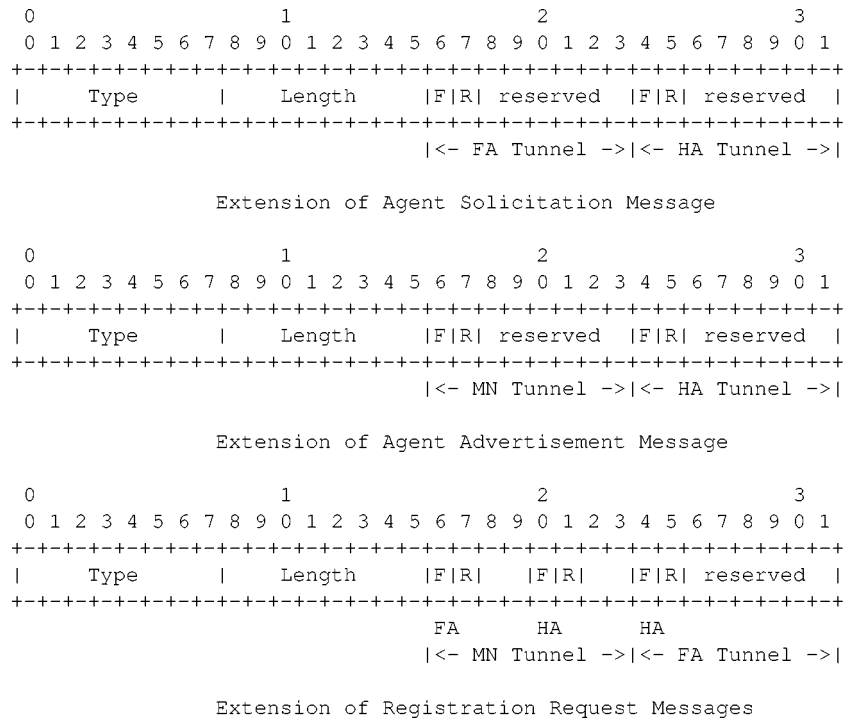 0                   1                   2                   3
 0 1 2 3 4 5 6 7 8 9 0 1 2 3 4 5 6 7 8 9 0 1 2 3 4 5 6 7 8 9 0 1
+-+-+-+-+-+-+-+-+-+-+-+-+-+-+-+-+-+-+-+-+-+-+-+-+-+-+-+-+-+-+-+-+
|     Type      |    Length     |F|R| reserved  |F|R| reserved  |
+-+-+-+-+-+-+-+-+-+-+-+-+-+-+-+-+-+-+-+-+-+-+-+-+-+-+-+-+-+-+-+-+
                                |<- FA Tunnel ->|<- HA Tunnel ->|
                Extension of Agent Solicitation Message
 0                   1                   2                   3
 0 1 2 3 4 5 6 7 8 9 0 1 2 3 4 5 6 7 8 9 0 1 2 3 4 5 6 7 8 9 0 1
+-+-+-+-+-+-+-+-+-+-+-+-+-+-+-+-+-+-+-+-+-+-+-+-+-+-+-+-+-+-+-+-+
|     Type      |    Length     |F|R| reserved  |F|R| reserved  |
+-+-+-+-+-+-+-+-+-+-+-+-+-+-+-+-+-+-+-+-+-+-+-+-+-+-+-+-+-+-+-+-+
                                |<- MN Tunnel ->|<- HA Tunnel ->|
                Extension of Agent Advertisement Message
 0                   1                   2                   3
 0 1 2 3 4 5 6 7 8 9 0 1 2 3 4 5 6 7 8 9 0 1 2 3 4 5 6 7 8 9 0 1
+-+-+-+-+-+-+-+-+-+-+-+-+-+-+-+-+-+-+-+-+-+-+-+-+-+-+-+-+-+-+-+-+
|     Type      |    Length     |F|R|   |F|R|   |F|R| reserved  |
+-+-+-+-+-+-+-+-+-+-+-+-+-+-+-+-+-+-+-+-+-+-+-+-+-+-+-+-+-+-+-+-+
                                 FA      HA      HA
                                |<- MN Tunnel ->|<- FA Tunnel ->|
                Extension of Registration Request Messages